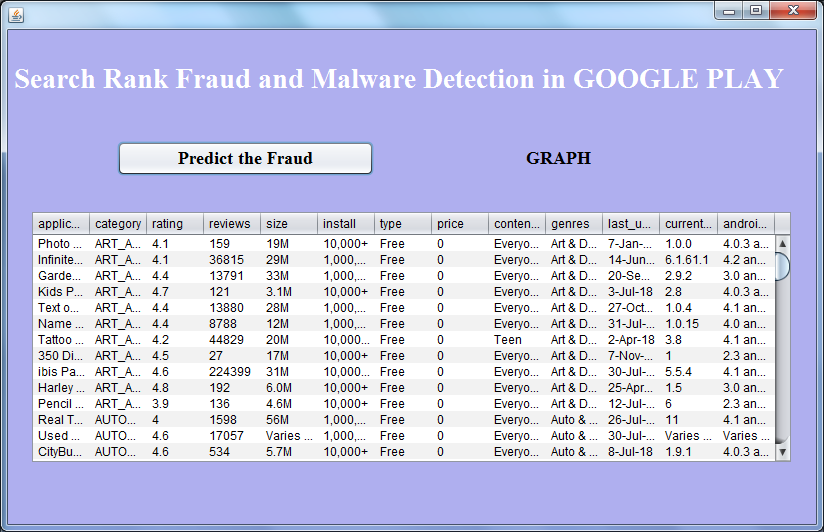 Search Rank Fraud and Malware Detection in GOOGLE PLAY
Predict the Fraud GRAPH
applic... category rating reviews size install type price conten... genres last_u... current... androi...
Photo ... ART_A... 4.1 159 19M 10,000+ Free 0 Everyo... Art & D... 7-Jan-... 1.0.0 4.0.3 a...
Infinite... ART_A... 4.1 36815 29M 1,000,... Free 0 Everyo... Art & D... 14-Jun... 6.1.61.1 4.2 an...
Garde... ART_A... 4.4 13791 33M 1,000,... Free 0 Everyo... Art & D... 20-Se... 2.9.2 3.0 an...
Kids P... ART_A... 4.7 121 3.1M 10,000+ Free 0 Everyo... Art & D... 3-Jul-18 2.8 4.0.3 a...
Text o... ART_A... 4.4 13880 28M 1,000,... Free 0 Everyo... Art & D... 27-Oct... 1.0.4 4.1 an...
Name ... ART_A... 4.4 8788 12M 1,000,... Free 0 Everyo... Art & D... 31-Jul-... 1.0.15 4.0 an...
Tattoo ... ART_A... 4.2 44829 20M 10,000... Free 0 Teen Art & D... 2-Apr-18 3.8 4.1 an...
350 Di... ART_A... 4.5 27 17M 10,000+ Free 0 Everyo... Art & D... 7-Nov-... 1 2.3 an...
ibis Pa... ART_A... 4.6 224399 31M 10,000... Free 0 Everyo... Art & D... 30-Jul-... 5.5.4 4.1 an...
Harley ... ART_A... 4.8 192 6.0M 10,000+ Free 0 Everyo... Art & D... 25-Apr... 1.5 3.0 an...
Pencil ... ART_A... 3.9 136 4.6M 10,000+ Free 0 Everyo... Art & D... 12-Jul-... 6 2.3 an...
Real T... AUTO... 4 1598 56M 1,000,... Free 0 Everyo... Auto & ... 26-Jul-... 11 4.1 an...
Used ... AUTO... 4.6 17057 Varies ... 1,000,... Free 0 Everyo... Auto & ... 30-Jul-... Varies ... Varies ...
CityBu... AUTO... 4.6 534 5.7M 10,000+ Free 0 Everyo... Auto & ... 8-Jul-18 1.9.1 4.0.3 a...